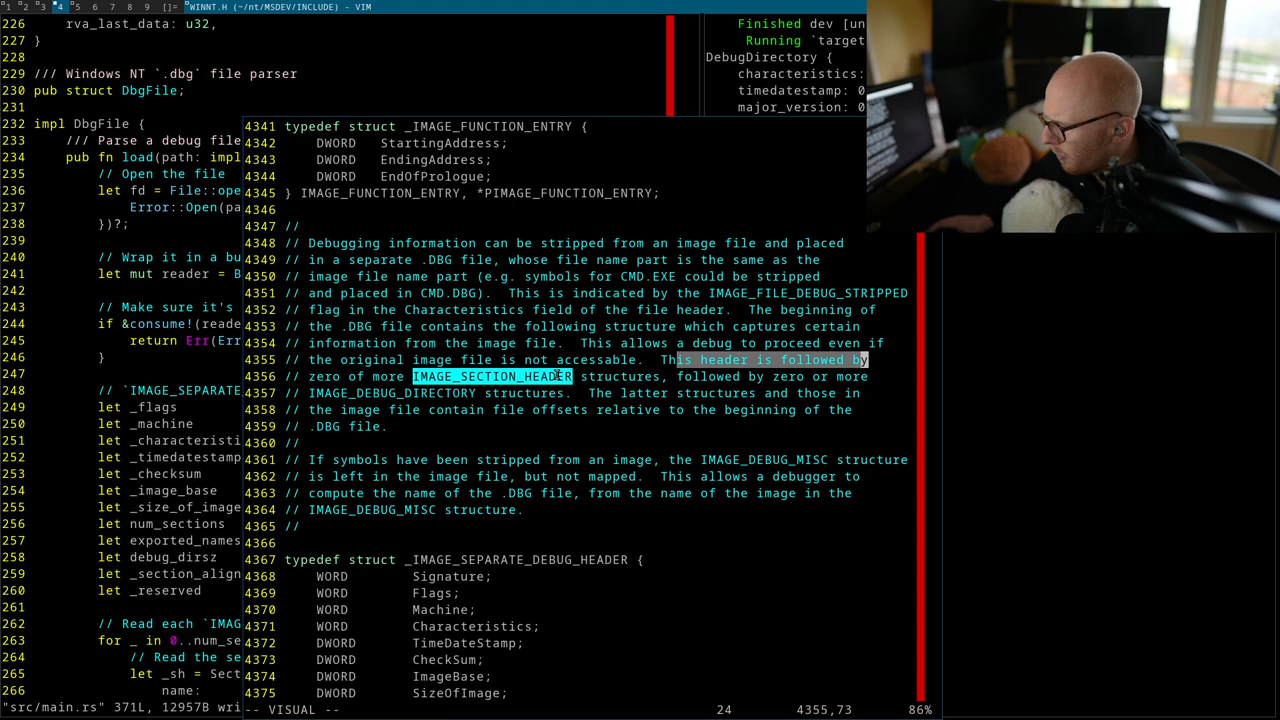 1 2 3 4 5 6 7 8 9 []= WINNT.H (~/nt/MSDEV/INCLUDE) - VIM
226 rva_last_data: u32,
227 }
228
229 /// Windows NT `.dbg` file parser
230 pub struct DbgFile;
231
232 impl DbgFile {
233 /// Parse a debug file
234 pub fn load(path: impl
235 // Open the file
236 let fd = File::ope
237 Error::Open(pa
238 })?;
239
240 // Wrap it in a bu
241 let mut reader = B
242
243 // Make sure it's
244 if &consume!(reade
245 return Err(Err
246 }
247
248 // `IMAGE_SEPARATE
249 let _flags
250 let _machine
251 let _characteristi
252 let _timedatestamp
253 let _checksum
254 let _image_base
255 let _size_of_image
256 let num_sections
257 let exported_names
258 let debug_dirsz
259 let _section_align
260 let _reserved
261
262 // Read each `IMAG
263 for _ in 0..num_se
264 // Read the se
265 let _sh = Sect
266 name:
"src/main.rs" 371L, 12957B wri
Finished dev [un
Running `target
DebugDirectory {
characteristics:
timedatestamp: 0
major_version: 0
4341 typedef struct _IMAGE_FUNCTION_ENTRY {
4342 DWORD StartingAddress;
4343 DWORD EndingAddress;
4344 DWORD EndOfPrologue;
4345 } IMAGE_FUNCTION_ENTRY, *PIMAGE_FUNCTION_ENTRY;
4346
4347 //
4348 // Debugging information can be stripped from an image file and placed
4349 // in a separate .DBG file, whose file name part is the same as the
4350 // image file name part (e.g. symbols for CMD.EXE could be stripped
4351 // and placed in CMD.DBG). This is indicated by the IMAGE_FILE_DEBUG_STRIPPED
4352 // flag in the Characteristics field of the file header. The beginning of
4353 // the .DBG file contains the following structure which captures certain
4354 // information from the image file. This allows a debug to proceed even if
4355 // the original image file is not accessable. This header is followed by
4356 // zero of more IMAGE_SECTION_HEADER structures, followed by zero or more
4357 // IMAGE_DEBUG_DIRECTORY structures. The latter structures and those in
4358 // the image file contain file offsets relative to the beginning of the
4359 // .DBG file.
4360 //
4361 // If symbols have been stripped from an image, the IMAGE_DEBUG_MISC structure
4362 // is left in the image file, but not mapped. This allows a debugger to
4363 // compute the name of the .DBG file, from the name of the image in the
4364 // IMAGE_DEBUG_MISC structure.
4365 //
4366
4367 typedef struct _IMAGE_SEPARATE_DEBUG_HEADER {
4368 WORD Signature;
4369 WORD Flags;
4370 WORD Machine;
4371 WORD Characteristics;
4372 DWORD TimeDateStamp;
4373 DWORD CheckSum;
4374 DWORD ImageBase;
4375 DWORD SizeOfImage;
-- VISUAL -- 24 4355,73 86%